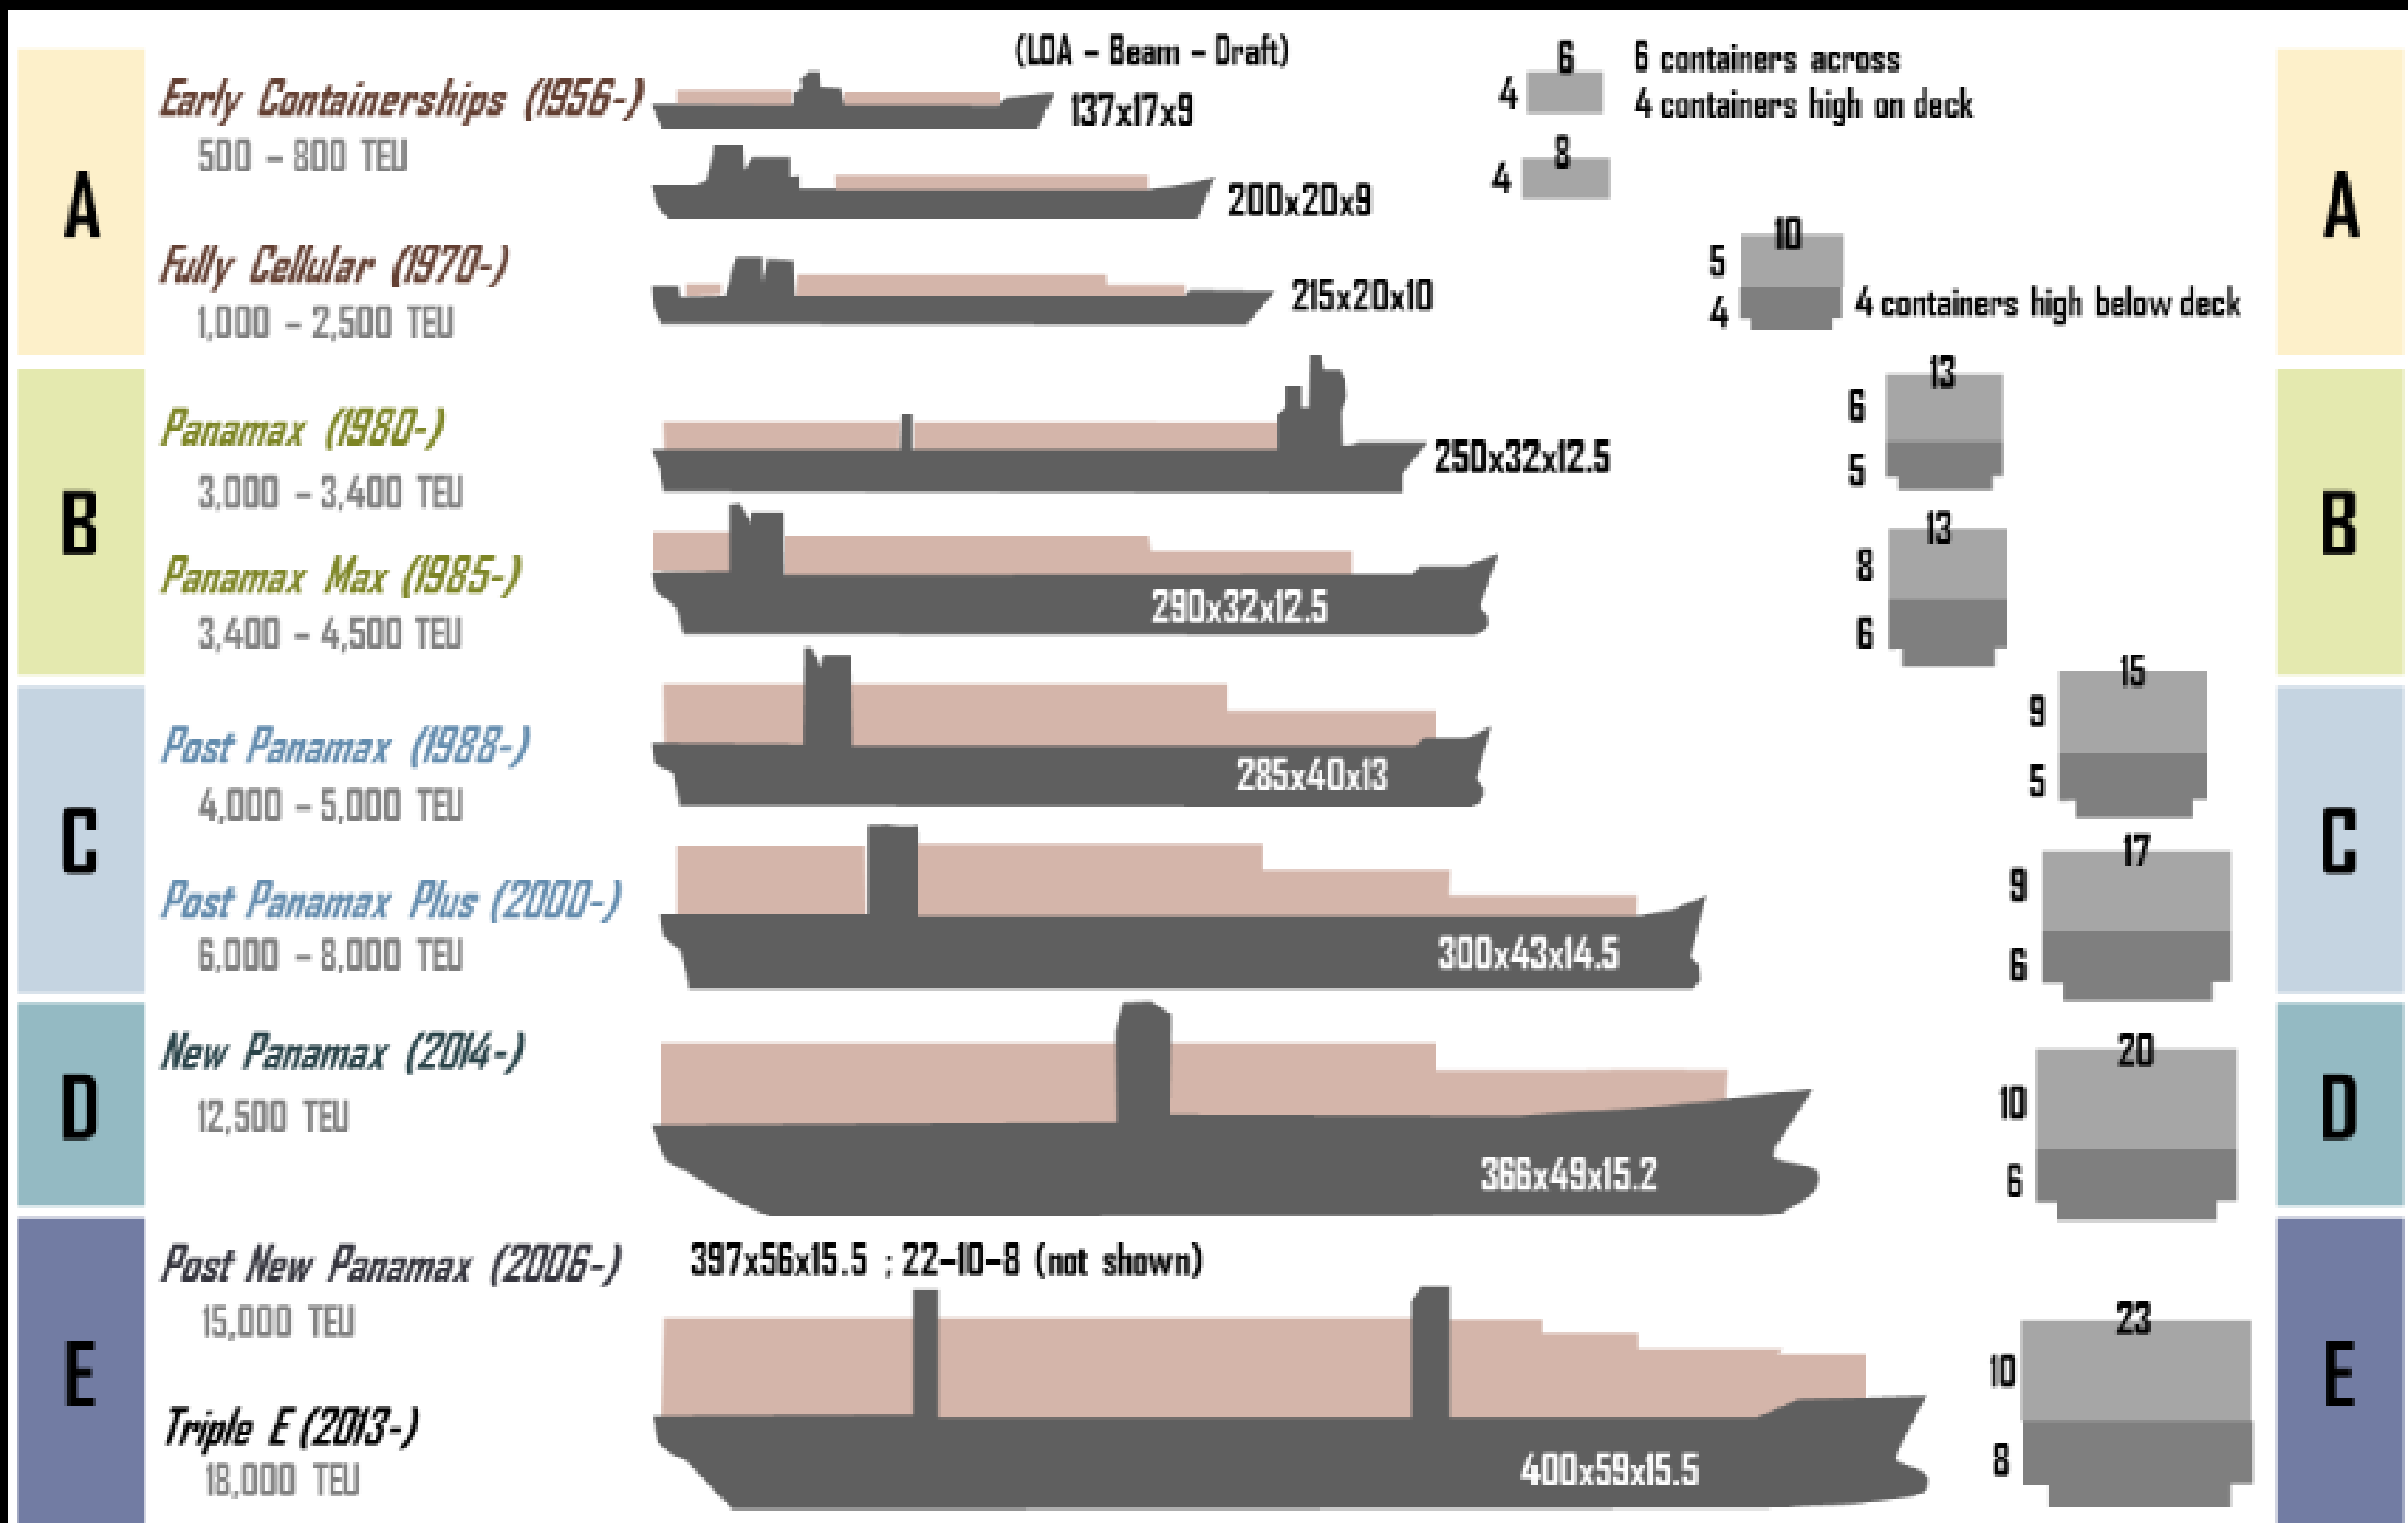 (LOA – Beam – Draft)
A
Early Containerships (1956-)
500 – 800 TEU
137x17x9
6
4
6 containers across
4 containers high on deck
A
200x20x9
8
4
Fully Cellular (1970-)
1,000 – 2,500 TEU
215x20x10
10
5
4
4 containers high below deck
B
Panamax (1980-)
3,000 – 3,400 TEU
250x32x12.5
13
6
5
B
Panamax Max (1985-)
3,400 – 4,500 TEU
290x32x12.5
13
8
6
C
Post Panamax (1988-)
4,000 – 5,000 TEU
285x40x13
15
9
5
C
Post Panamax Plus (2000-)
6,000 – 8,000 TEU
300x43x14.5
17
9
6
D
New Panamax (2014-)
12,500 TEU
366x49x15.2
20
10
6
D
E
Post New Panamax (2006-)
15,000 TEU
397x56x15.5 ; 22-10-8 (not shown)
Triple E (2013-)
18,000 TEU
400x59x15.5
23
10
8
E